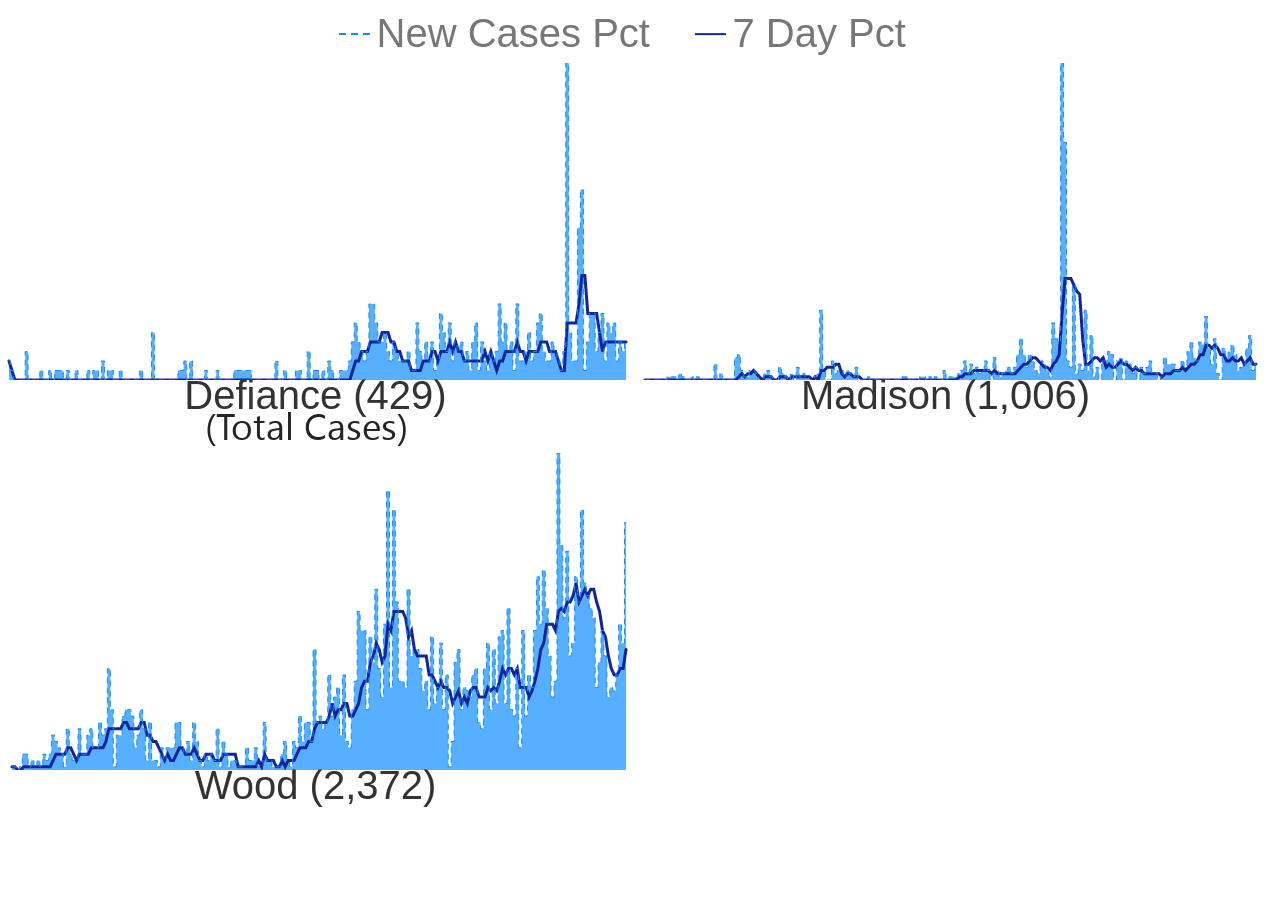 New Cases Pct 7 Day Pct
Defiance (429) Madison (1,006)
(Total Cases)
Wood (2,372)